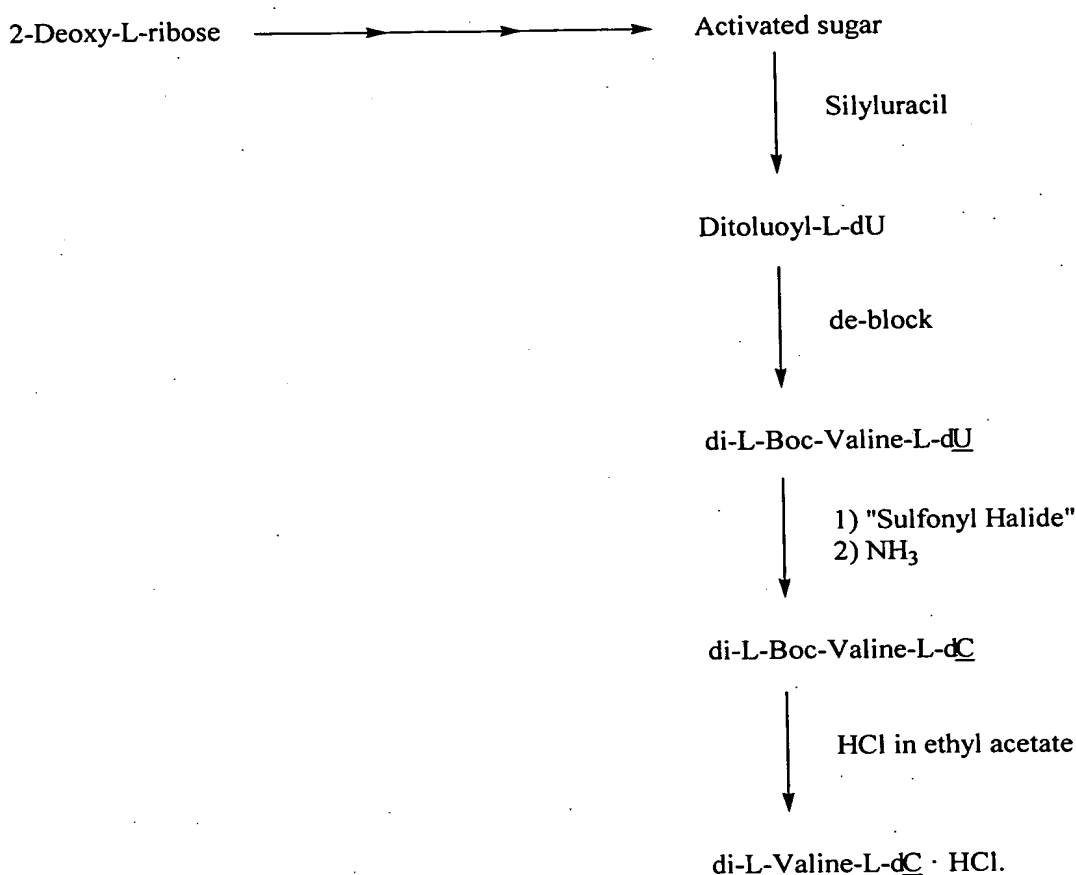 2-Deoxy-L-ribose
Activated sugar
Silyluracil
Ditoluoyl-L-dU
de-block
di-L-Boc-Valine-L-dU
1) "Sulfonyl Halide"
2) NH₃
di-L-Boc-Valine-L-dC
HCl in ethyl acetate
di-L-Valine-L-dC · HCl.